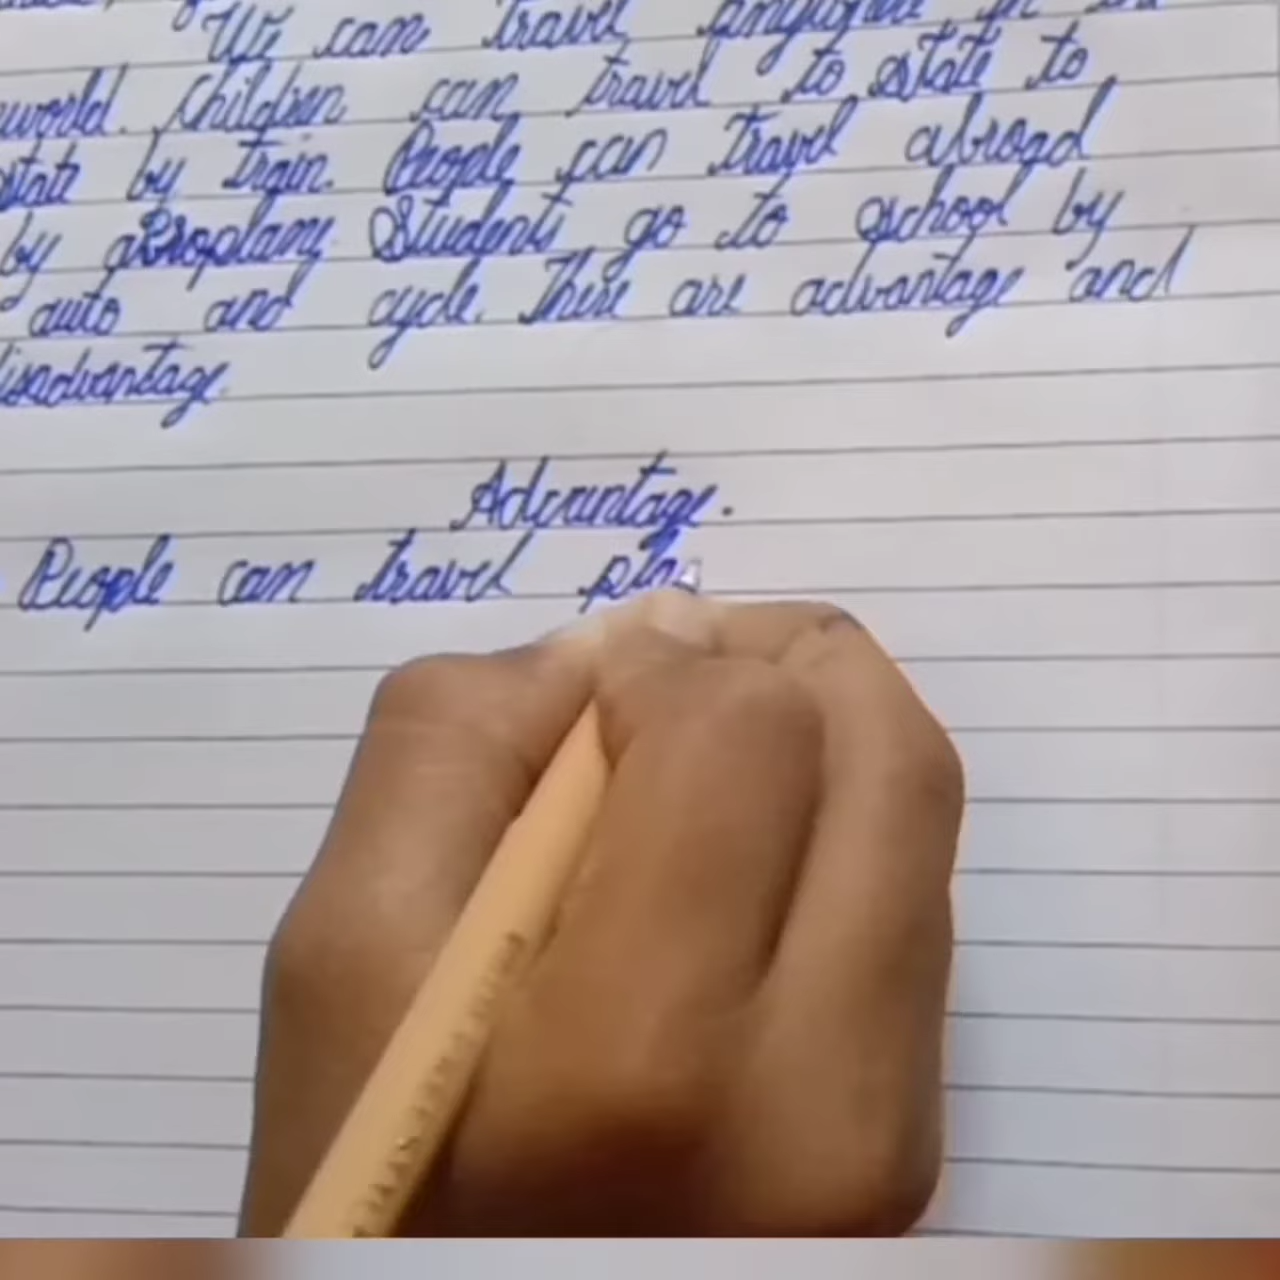 We can travel anywhere in the
world. Children can travel to state to
state by train. People can travel abroad
by aeroplane. Students go to school by
auto and cycle. There are advantage and
disadvantage.
Advantage.
People can travel pla